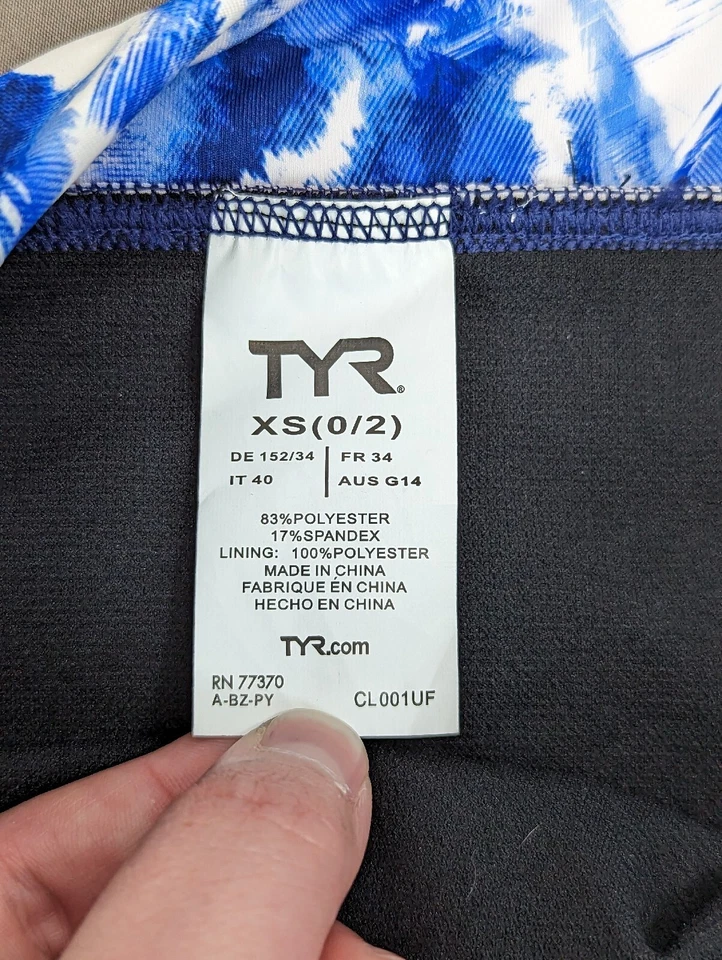 TYR®
XS(0/2)
DE 152/34 | FR 34
IT 40 | AUS G14
83%POLYESTER
17%SPANDEX
LINING: 100%POLYESTER
MADE IN CHINA
FABRIQUE ÉN CHINA
HECHO EN CHINA
TYR.com
RN 77370
A-BZ-PY CL001UF